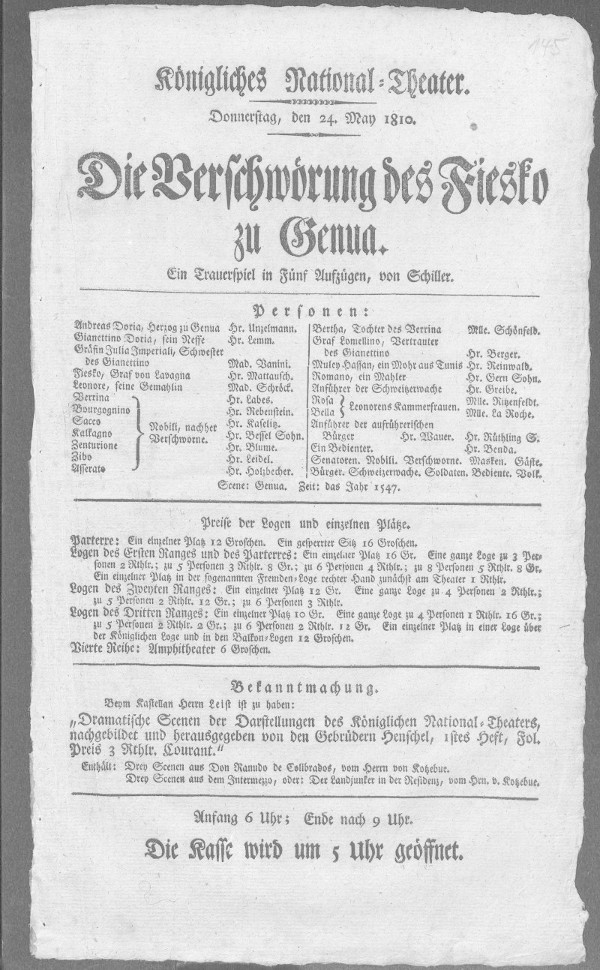 145
Königliches National-Theater.
Donnerstag, den 24. May 1810.
Die Verschwörung des Fiesko
zu Genua.
Ein Trauerspiel in Fünf Aufzügen, von Schiller.
Personen:
Andreas Doria, Herzog zu Genua Hr. Unzelmann.
Gianettino Doria, sein Neffe Hr. Lemm.
Gräfin Julia Imperiali, Schwester
des Gianettino Mad. Vanini.
Fiesko, Graf von Lavagna Hr. Mattausch.
Leonore, seine Gemahlin Mad. Schröck.
Verrina Hr. Labes.
Bourgognino Hr. Rebenstein.
Sacco Hr. Kaselitz.
Kalkagno Hr. Bessel Sohn.
Zenturione Hr. Blume.
Zibo Hr. Leidel.
Asserato Hr. Holzbecher.
Nobili, nachher
Verschworne.
Bertha, Tochter des Verrina Mlle. Schönfeld.
Graf Lomellino, Vertrauter
des Gianettino Hr. Berger.
Muley Hassan, ein Mohr aus Tunis Hr. Reinwald.
Romano, ein Mahler Hr. Gern Sohn.
Anführer der Schweitzerwache Hr. Greibe.
Rosa Mlle. Ritzenfeldt.
Bella Mlle. La Roche.
Leonorens Kammerfrauen.
Anführer der aufrührerischen
Bürger Hr. Wauer. Hr. Rüthling S.
Ein Bedienter. Hr. Benda.
Senatoren. Nobili. Verschworne. Masken. Gäste.
Bürger. Schweizerwache. Soldaten. Bediente. Volk.
Scene: Genua. Zeit: das Jahr 1547.
Preise der Logen und einzelnen Plätze.
Parterre: Ein einzelner Platz 12 Groschen. Ein gesperrter Sitz 16 Groschen.
Logen des Ersten Ranges und des Parterres: Ein einzelner Platz 16 Gr. Eine ganze Loge zu 3 Per-
sonen 2 Rthlr.; zu 5 Personen 3 Rthlr. 8 Gr.; zu 6 Personen 4 Rthlr.; zu 8 Personen 5 Rthlr. 8 Gr.
Ein einzelner Platz in der sogenannten Fremden-Loge rechter Hand zunächst am Theater 1 Rthlr.
Logen des Zweyten Ranges: Ein einzelner Platz 12 Gr. Eine ganze Loge zu 4 Personen 2 Rthlr.;
zu 5 Personen 2 Rthlr. 12 Gr.; zu 6 Personen 3 Rthlr.
Logen des Dritten Ranges: Ein einzelner Platz 10 Gr. Eine ganze Loge zu 4 Personen 1 Rthlr. 16 Gr.;
zu 5 Personen 2 Rthlr. 2 Gr.; zu 6 Personen 2 Rthlr. 12 Gr. Ein einzelner Platz in einer Loge über
der Königlichen Loge und in den Balkon-Logen 12 Groschen.
Vierte Reihe: Amphitheater 6 Groschen.
Bekanntmachung.
Beym Kastellan Herrn Leist ist zu haben:
„Dramatische Scenen der Darstellungen des Königlichen National-Theaters,
nachgebildet und herausgegeben von den Gebrüdern Henschel, 1stes Heft, Fol.
Preis 3 Rthlr. Courant.“
Enthält: Drey Scenen aus Don Ranudo de Colibrados, vom Herrn von Kotzebue.
Drey Scenen aus dem Intermezzo, oder: Der Landjunker in der Residenz, vom Hrn. v. Kotzebue.
Anfang 6 Uhr; Ende nach 9 Uhr.
Die Kasse wird um 5 Uhr geöffnet.